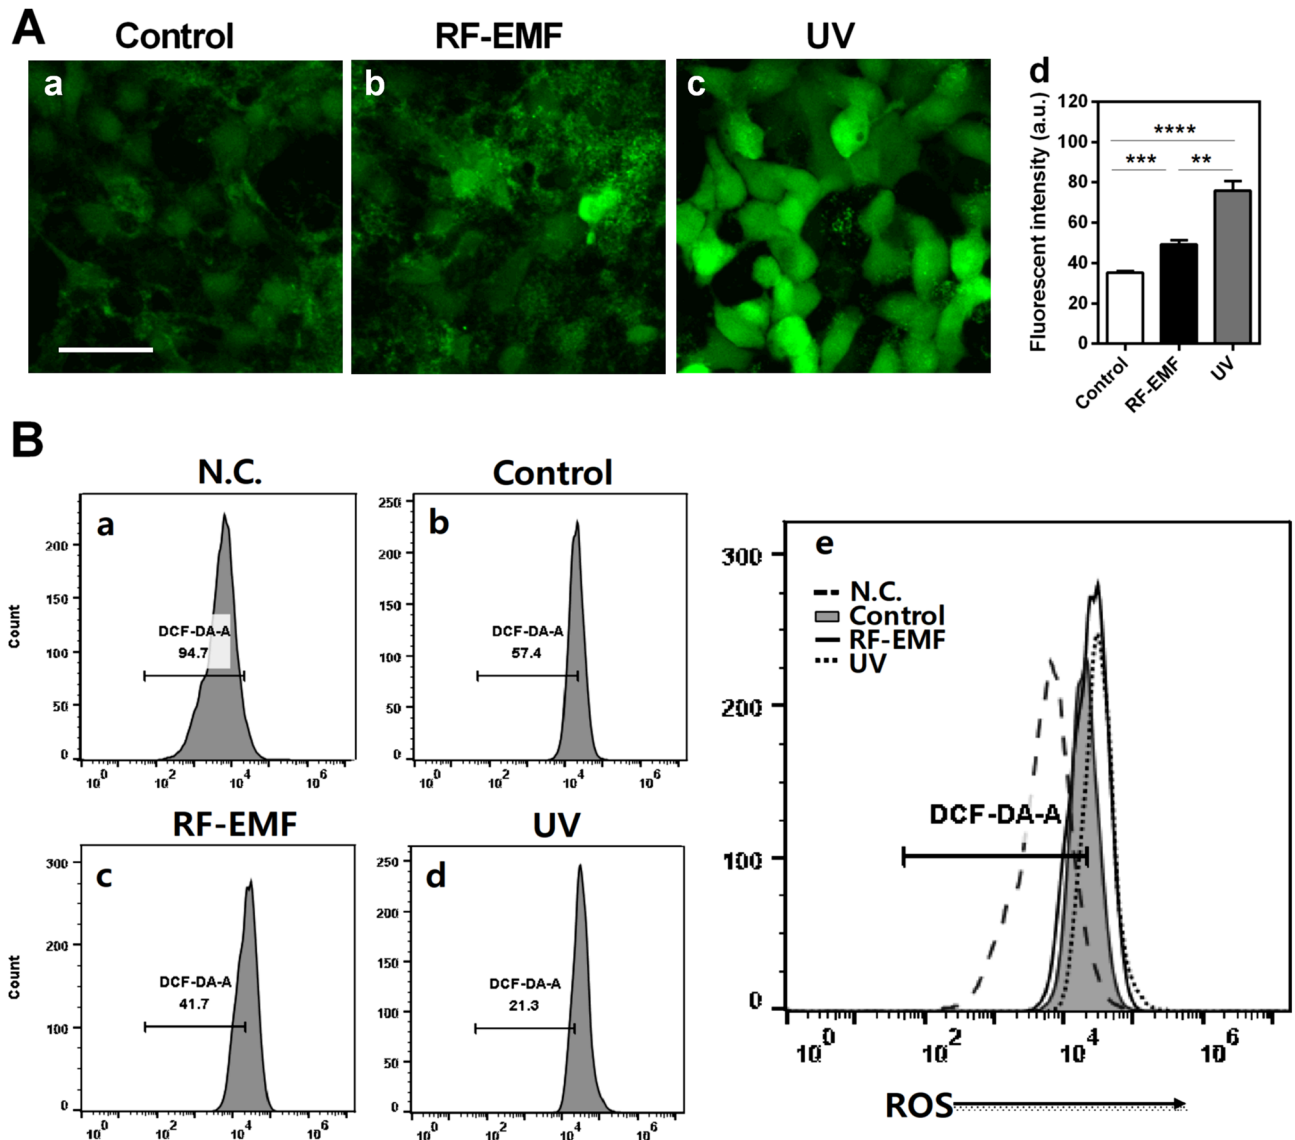 A
Control
RF-EMF
UV
a
b
c
d
Fluorescent intensity (a.u.)
120
100
80
60
40
20
0
****
*** **
Control
RF-EMF
UV
B
N.C.
a
Count
200
150
100
50
0
DCF-DA-A
94.7
10^0 10^2 10^4 10^6
Control
b
250
200
150
100
50
0
DCF-DA-A
57.4
10^0 10^2 10^4 10^6
RF-EMF
c
Count
300
200
100
0
DCF-DA-A
41.7
10^0 10^2 10^4 10^6
UV
d
200
150
100
50
0
DCF-DA-A
21.3
10^0 10^2 10^4 10^6
e
N.C.
Control
RF-EMF
UV
300
200
100
0
DCF-DA-A
10^0 10^2 10^4 10^6
ROS